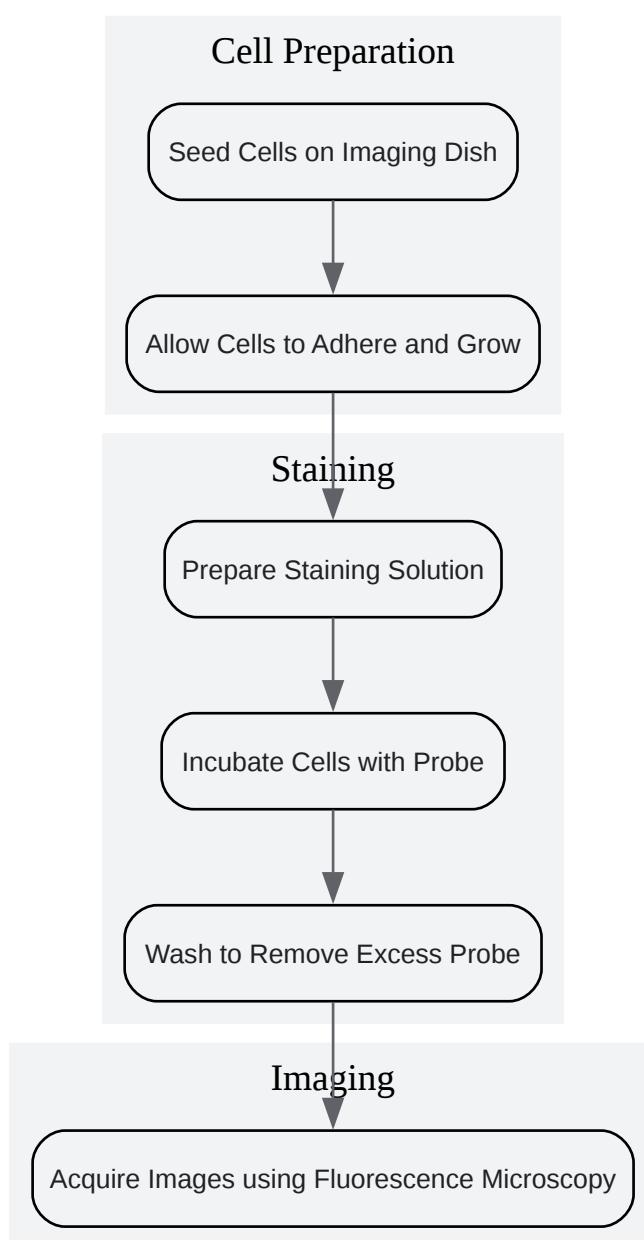 Cell Preparation
Seed Cells on Imaging Dish
Allow Cells to Adhere and Grow
Staining
Prepare Staining Solution
Incubate Cells with Probe
Wash to Remove Excess Probe
Imaging
Acquire Images using Fluorescence Microscopy